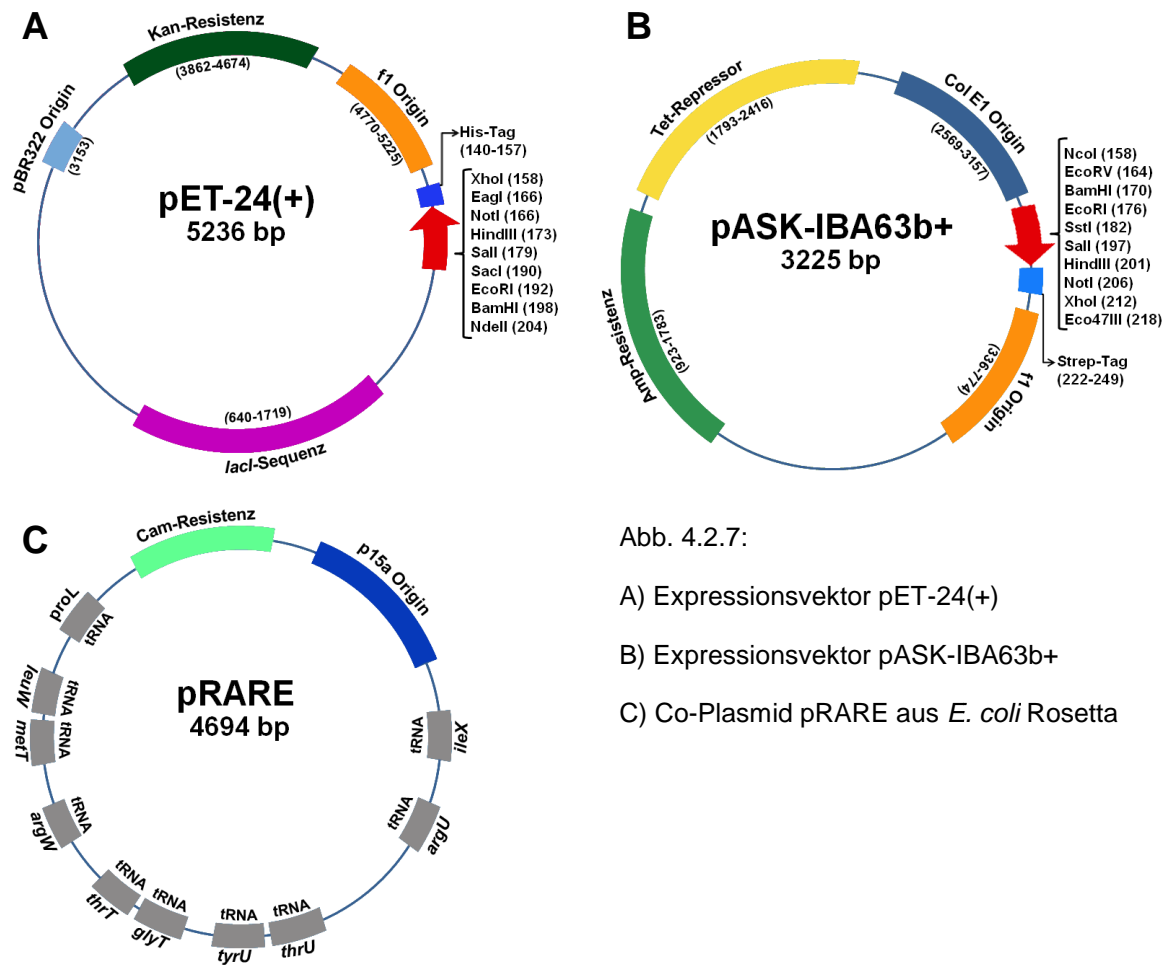 A
Kan-Resistenz
(3862-4674)
f1 Origin
(4770-5225)
pBR322 Origin
(3153)
His-Tag
(140-157)
pET-24(+)
5236 bp
XhoI (158)
EagI (166)
NotI (166)
HindIII (173)
SalI (179)
SacI (190)
EcoRI (192)
BamHI (198)
NdeII (204)
(640-1719)
lacI-Sequenz
B
Tet-Repressor
(1793-2416)
Col E1 Origin
(2569-3157)
pASK-IBA63b+
3225 bp
NcoI (158)
EcoRV (164)
BamHI (170)
EcoRI (176)
SstI (182)
SalI (197)
HindIII (201)
NotI (206)
XhoI (212)
Eco47III (218)
Strep-Tag
(222-249)
Amp-Resistenz
(923-1783)
(336-774)
f1 Origin
C
Cam-Resistenz
p15a Origin
proL
tRNA
leuW
tRNA
metT
tRNA
pRARE
4694 bp
tRNA
ileX
tRNA
argU
argW
tRNA
tRNA
thrT
tRNA
glyT
tRNA
tyrU
tRNA
thrU
Abb. 4.2.7:
A) Expressionsvektor pET-24(+)
B) Expressionsvektor pASK-IBA63b+
C) Co-Plasmid pRARE aus E. coli Rosetta